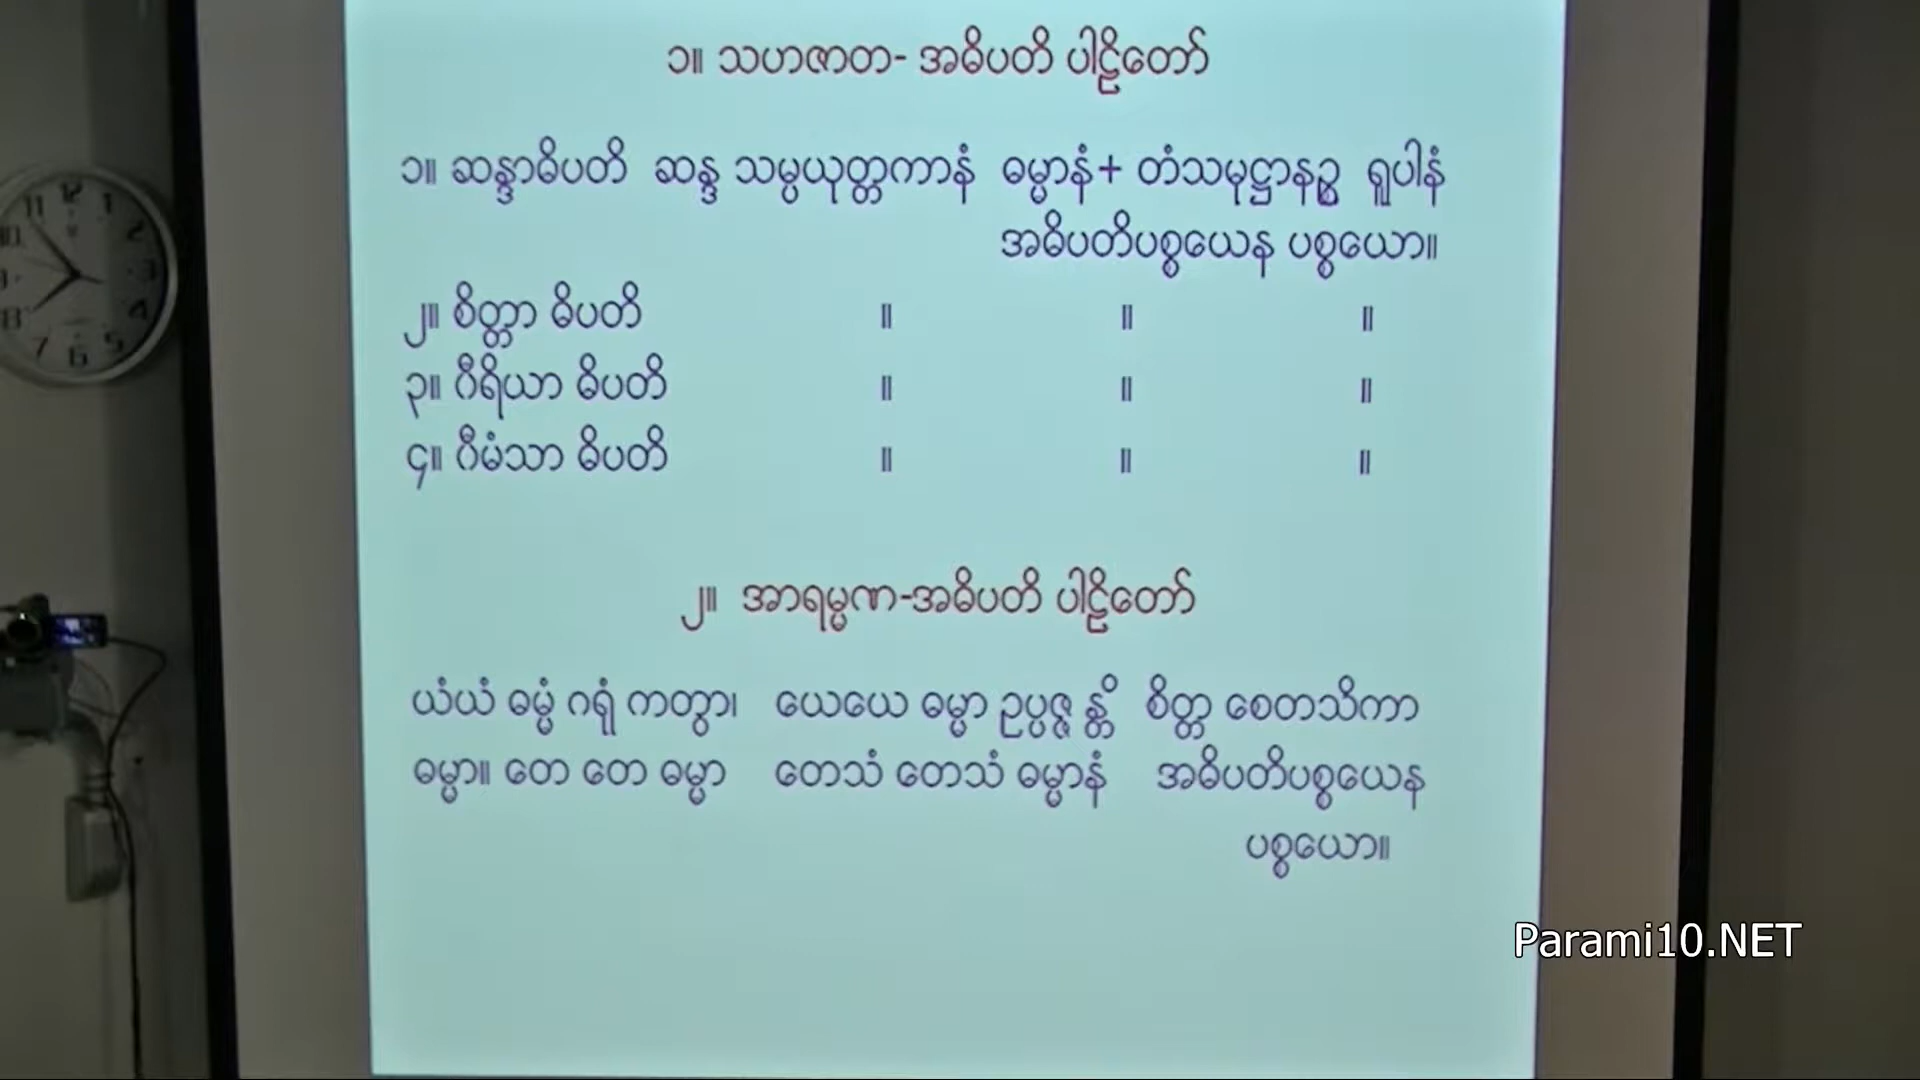 ၁။ သဟဇာတ- အဓိပတိ ပါဠိတော်
၁။ ဆန္ဒာဓိပတိ ဆန္ဒ သမ္ပယုတ္တကာနံ ဓမ္မာနံ+ တံသမုဋ္ဌာနဉ္စ ရူပါနံ
အဓိပတိပစ္စယေန ပစ္စယော။
၂။ စိတ္တာ ဓိပတိ ။ ။ ။
၃။ ဝီရိယာ ဓိပတိ ။ ။ ။
၄။ ဝီမံသာ ဓိပတိ ။ ။ ။
၂။ အာရမ္မဏ-အဓိပတိ ပါဠိတော်
ယံယံ ဓမ္မံ ဂရုံ ကတွာ၊ ယေယေ ဓမ္မာ ဥပ္ပဇ္ဇ န္တိ စိတ္တ စေတသိကာ
ဓမ္မာ။ တေ တေ ဓမ္မာ တေသံ တေသံ ဓမ္မာနံ အဓိပတိပစ္စယေန
ပစ္စယော။
Parami10.NET